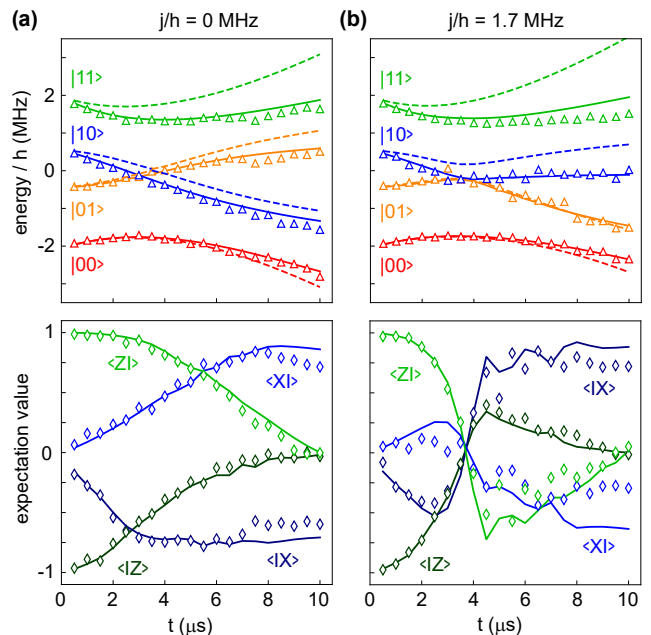 (a) j/h = 0 MHz (b) j/h = 1.7 MHz
energy / h (MHz)
2
0
-2
|11> |11>
|10> |10>
|01> |01>
|00> |00>
expectation value
1
0
-1
<ZI> <ZI>
<XI> <IX>
<IX> <XI>
<IZ> <IZ>
0 2 4 6 8 10 0 2 4 6 8 10
t (μs) t (μs)